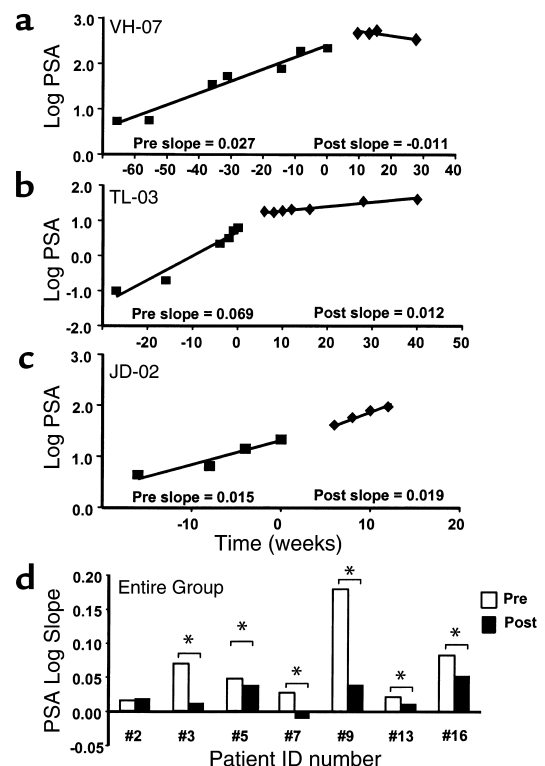 a
VH-07
3.0
2.0
1.0
0.0
Log PSA
Pre slope = 0.027 Post slope = -0.011
-60 -50 -40 -30 -20 -10 0 10 20 30 40
b
TL-03
2.0
1.0
0.0
-1.0
-2.0
Log PSA
Pre slope = 0.069 Post slope = 0.012
-20 -10 0 10 20 30 40 50
c
JD-02
3.0
2.0
1.0
0.0
Log PSA
Pre slope = 0.015 Post slope = 0.019
-10 0 10 20
Time (weeks)
d
Entire Group
0.20
0.15
0.10
0.05
0.00
-0.05
PSA Log Slope
* * * * * *
Pre
Post
#2 #3 #5 #7 #9 #13 #16
Patient ID number